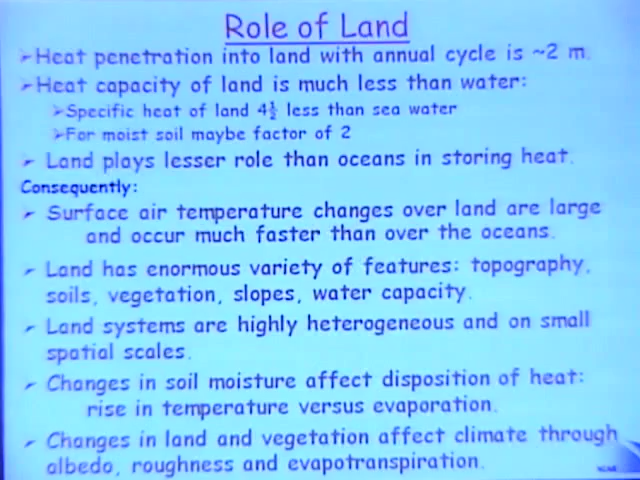 Role of Land
➢Heat penetration into land with annual cycle is ~2 m.
➢Heat capacity of land is much less than water:
➢Specific heat of land 4½ less than sea water
➢For moist soil maybe factor of 2
➢ Land plays lesser role than oceans in storing heat.
Consequently:
➢ Surface air temperature changes over land are large
and occur much faster than over the oceans.
➢ Land has enormous variety of features: topography,
soils, vegetation, slopes, water capacity.
➢ Land systems are highly heterogeneous and on small
spatial scales.
➢ Changes in soil moisture affect disposition of heat:
rise in temperature versus evaporation.
➢ Changes in land and vegetation affect climate through
albedo, roughness and evapotranspiration.
NCAR